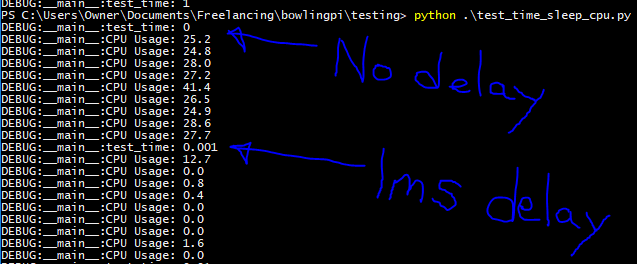 DEBUG:__main__:test_time: 1
PS C:\Users\Owner\Documents\Freelancing\bowlingpi\testing> python .\test_time_sleep_cpu.py
DEBUG:__main__:test_time: 0
DEBUG:__main__:CPU Usage: 25.2
DEBUG:__main__:CPU Usage: 24.8
DEBUG:__main__:CPU Usage: 28.0
DEBUG:__main__:CPU Usage: 27.2
DEBUG:__main__:CPU Usage: 41.4
DEBUG:__main__:CPU Usage: 26.5
DEBUG:__main__:CPU Usage: 24.9
DEBUG:__main__:CPU Usage: 28.6
DEBUG:__main__:CPU Usage: 27.7
No delay
DEBUG:__main__:test_time: 0.001
DEBUG:__main__:CPU Usage: 12.7
DEBUG:__main__:CPU Usage: 0.0
DEBUG:__main__:CPU Usage: 0.8
DEBUG:__main__:CPU Usage: 0.4
DEBUG:__main__:CPU Usage: 0.0
DEBUG:__main__:CPU Usage: 0.0
DEBUG:__main__:CPU Usage: 0.0
DEBUG:__main__:CPU Usage: 1.6
DEBUG:__main__:CPU Usage: 0.0
1ms delay